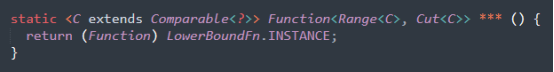 static <C extends Comparable<?>> Function<Range<C>, Cut<C>> *** () {
return (Function) LowerBoundFn.INSTANCE;
}